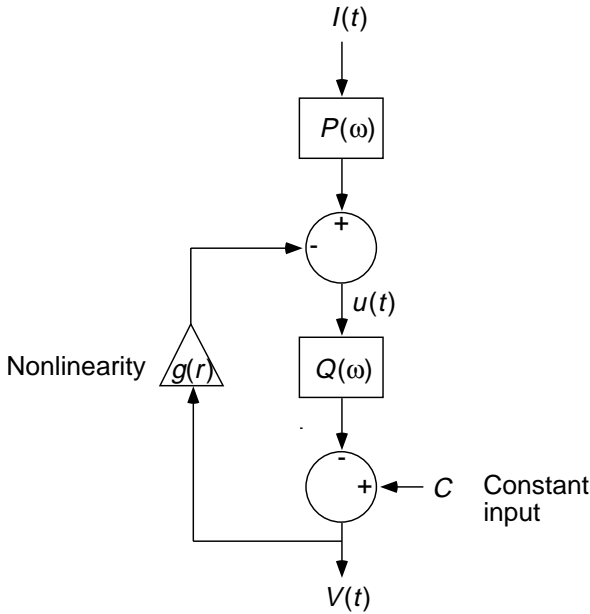 I(t)
P(ω)
+
-
u(t)
Nonlinearity
g(r)
Q(ω)
-
+
C
Constant
input
V(t)